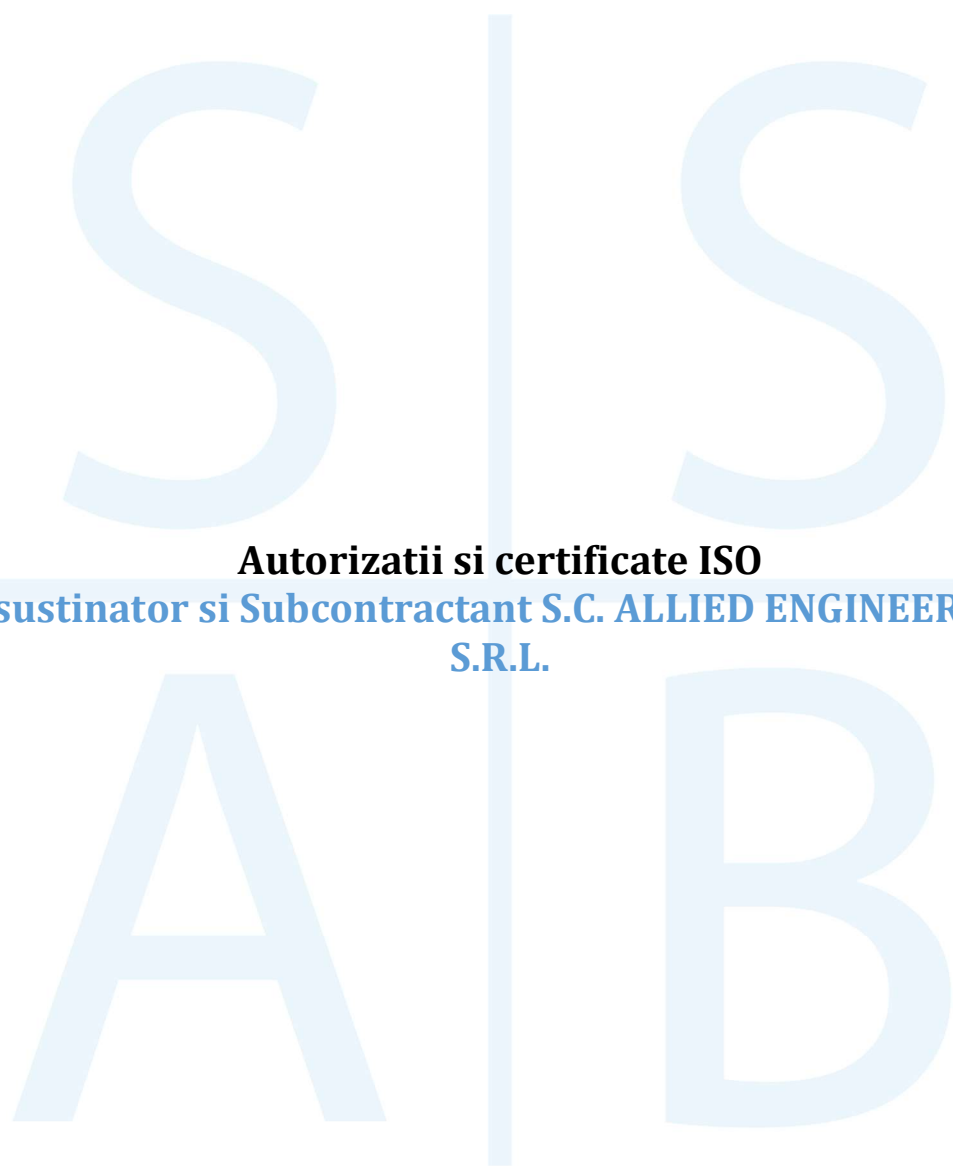 S S
Autorizatii si certificate ISO
sustinator si Subcontractant S.C. ALLIED ENGINEER
S.R.L.
A B